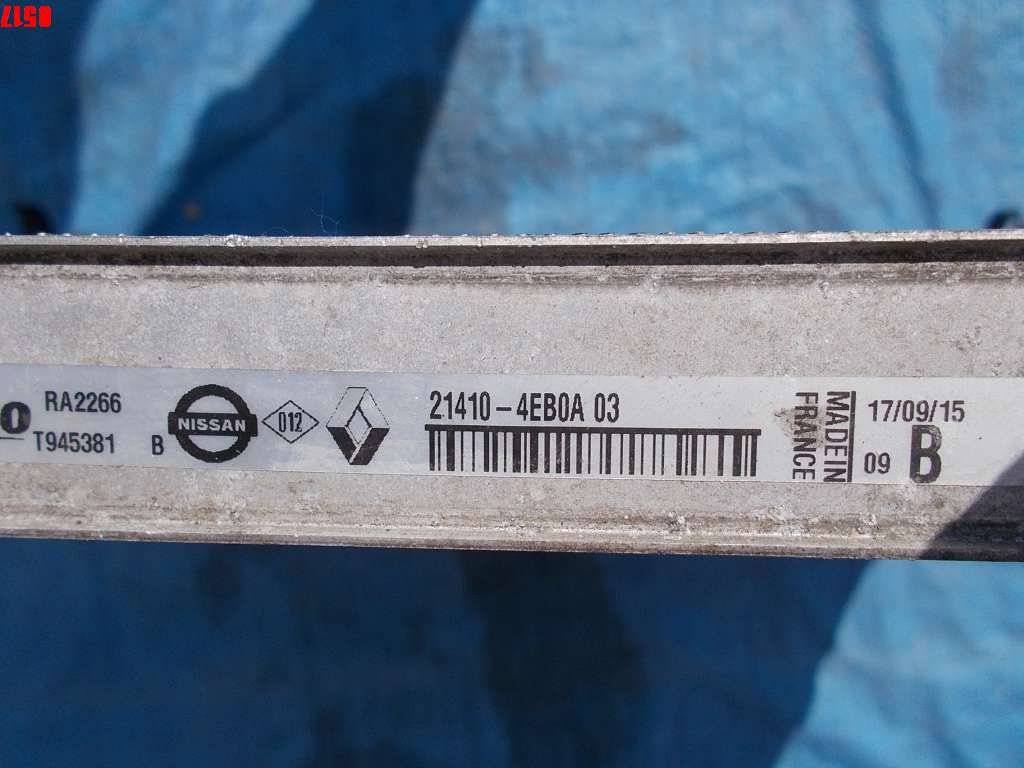 0517
RA2266
T945381
B
NISSAN
012
21410-4EB0A 03
MADE IN
FRANCE
17/09/15
09
B